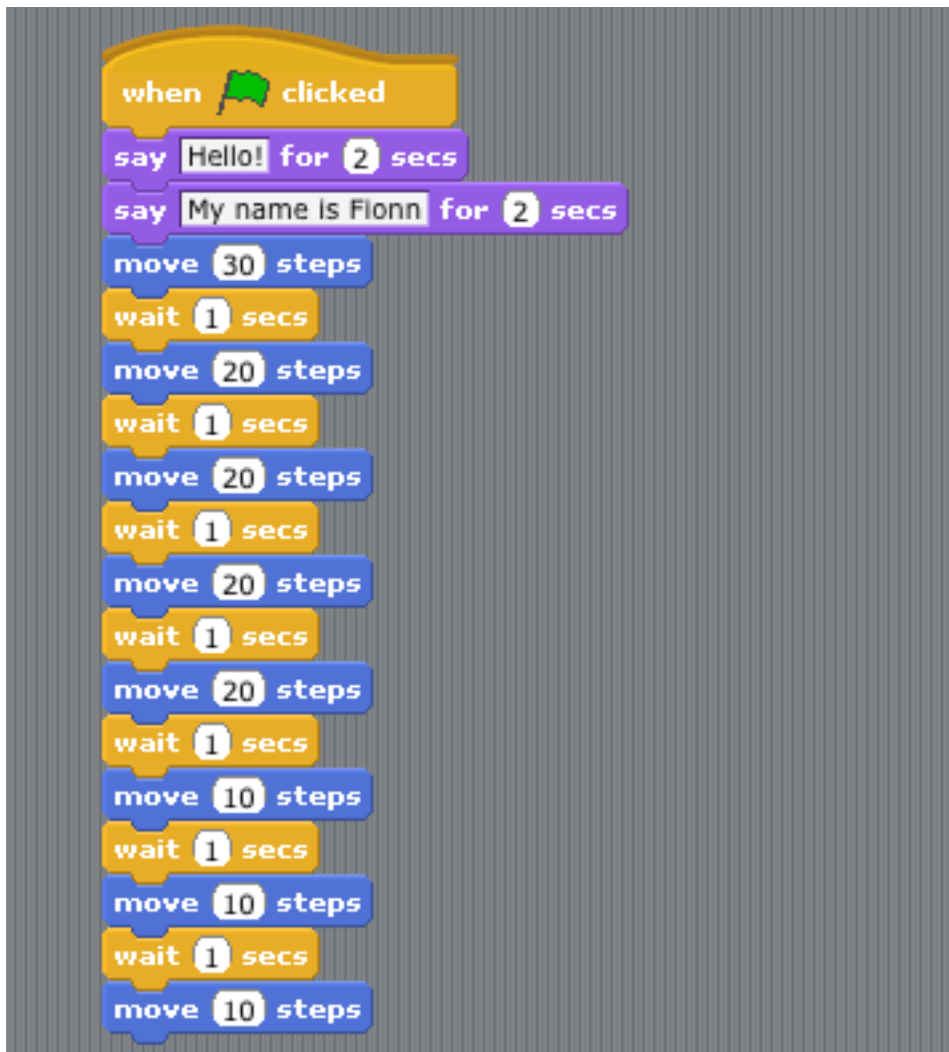 when clicked
say Hello! for 2 secs
say My name is Fionn for 2 secs
move 30 steps
wait 1 secs
move 20 steps
wait 1 secs
move 20 steps
wait 1 secs
move 20 steps
wait 1 secs
move 20 steps
wait 1 secs
move 10 steps
wait 1 secs
move 10 steps
wait 1 secs
move 10 steps